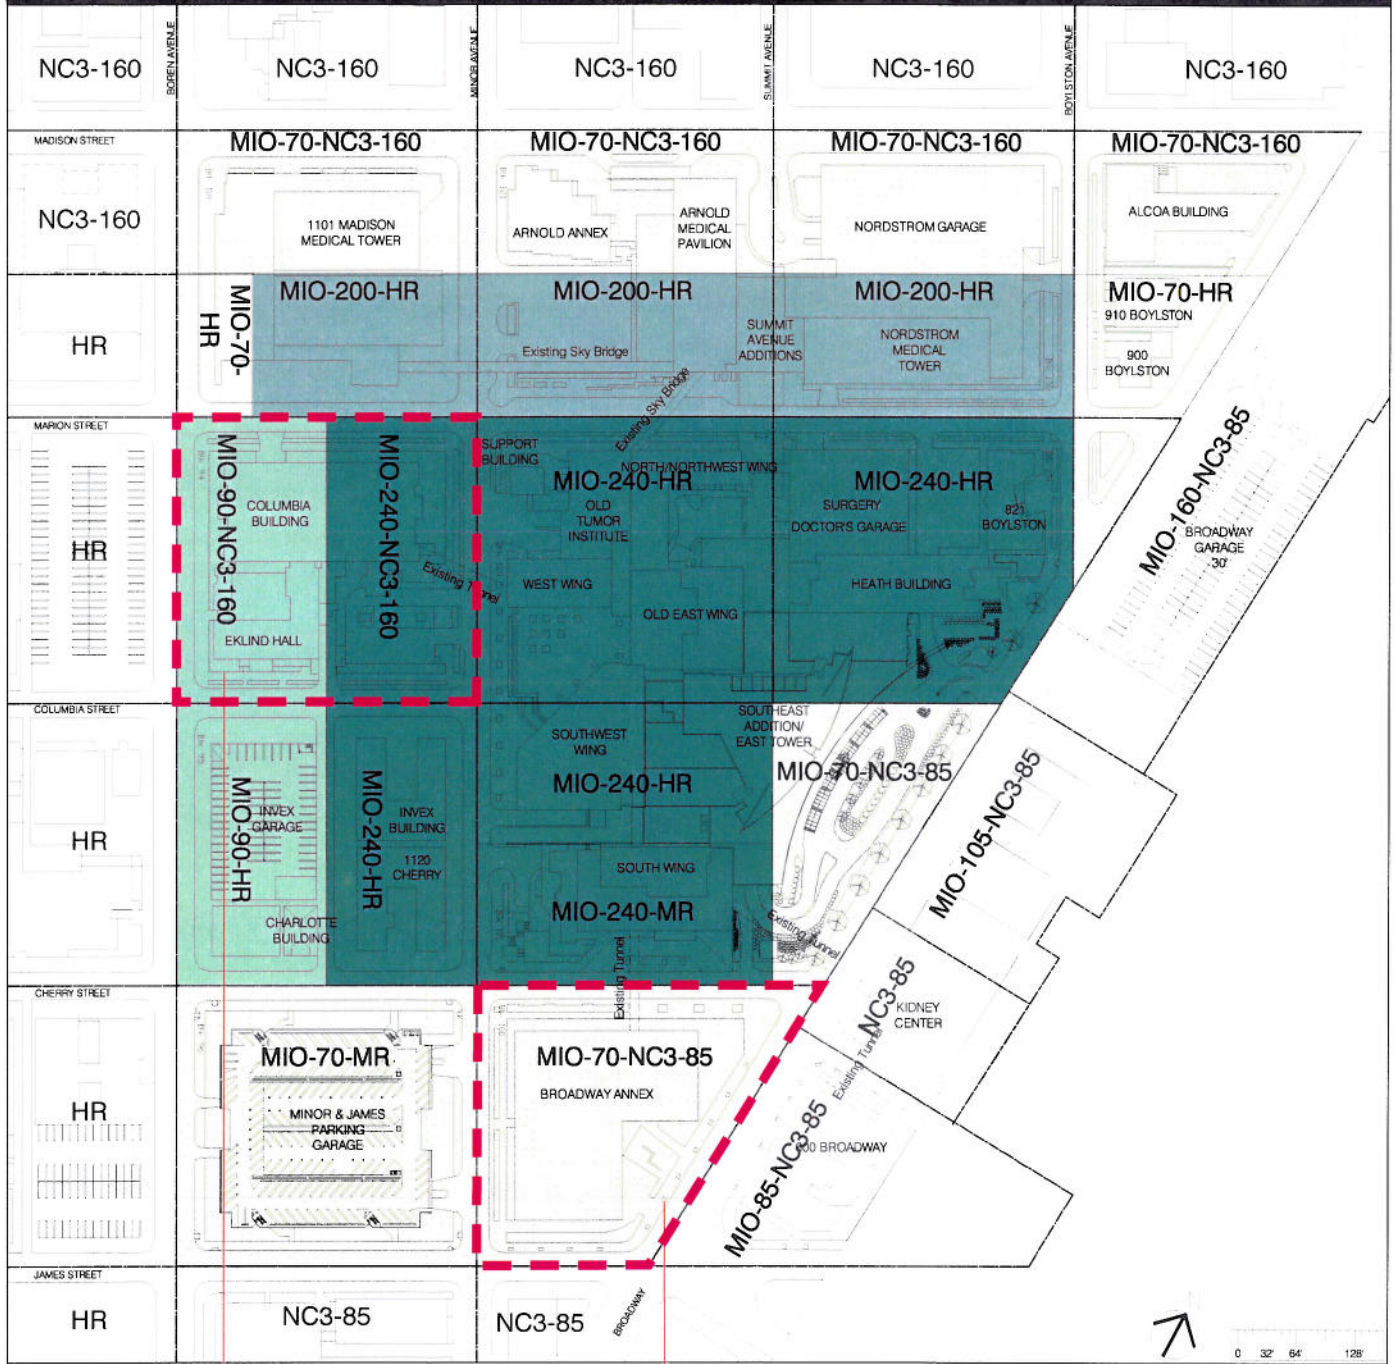 BOREN AVENUE
MINOR AVENUE
SUMMIT AVENUE
BOYLSTON AVENUE
NC3-160
NC3-160
NC3-160
NC3-160
NC3-160
MADISON STREET
MIO-70-NC3-160
MIO-70-NC3-160
MIO-70-NC3-160
MIO-70-NC3-160
NC3-160
1101 MADISON
MEDICAL TOWER
ARNOLD ANNEX
ARNOLD
MEDICAL
PAVILION
NORDSTROM GARAGE
ALCOA BUILDING
HR
MIO-70-
HR
MIO-200-HR
MIO-200-HR
MIO-200-HR
MIO-70-HR
910 BOYLSTON
900
BOYLSTON
Existing Sky Bridge
SUMMIT
AVENUE
ADDITIONS
NORDSTROM
MEDICAL
TOWER
Existing Sky Bridge
MARION STREET
HR
MIO-90-NC3-160
COLUMBIA
BUILDING
EKLIND HALL
MIO-240-NC3-160
Existing Tunnel
SUPPORT
BUILDING
NORTH/NORTHWEST WING
MIO-240-HR
OLD
TUMOR
INSTITUTE
WEST WING
OLD EAST WING
MIO-240-HR
SURGERY
DOCTOR'S GARAGE
821
BOYLSTON
HEATH BUILDING
MIO-160-NC3-85
BROADWAY
GARAGE
30'
COLUMBIA STREET
HR
MIO-90-HR
INVEX
GARAGE
CHARLOTTE
BUILDING
MIO-240-HR
INVEX
BUILDING
1120
CHERRY
SOUTHWEST
WING
MIO-240-HR
SOUTH WING
MIO-240-MR
SOUTHEAST
ADDITION/
EAST TOWER
MIO-70-NC3-85
Existing Tunnel
Existing Tunnel
MIO-105-NC3-85
CHERRY STREET
HR
MIO-70-MR
MINOR & JAMES
PARKING
GARAGE
MIO-70-NC3-85
BROADWAY ANNEX
NC3-85
KIDNEY
CENTER
Existing Tunnel
MIO-85-NC3-85
600 BROADWAY
JAMES STREET
HR
NC3-85
NC3-85
BROADWAY
0 32' 64' 128'